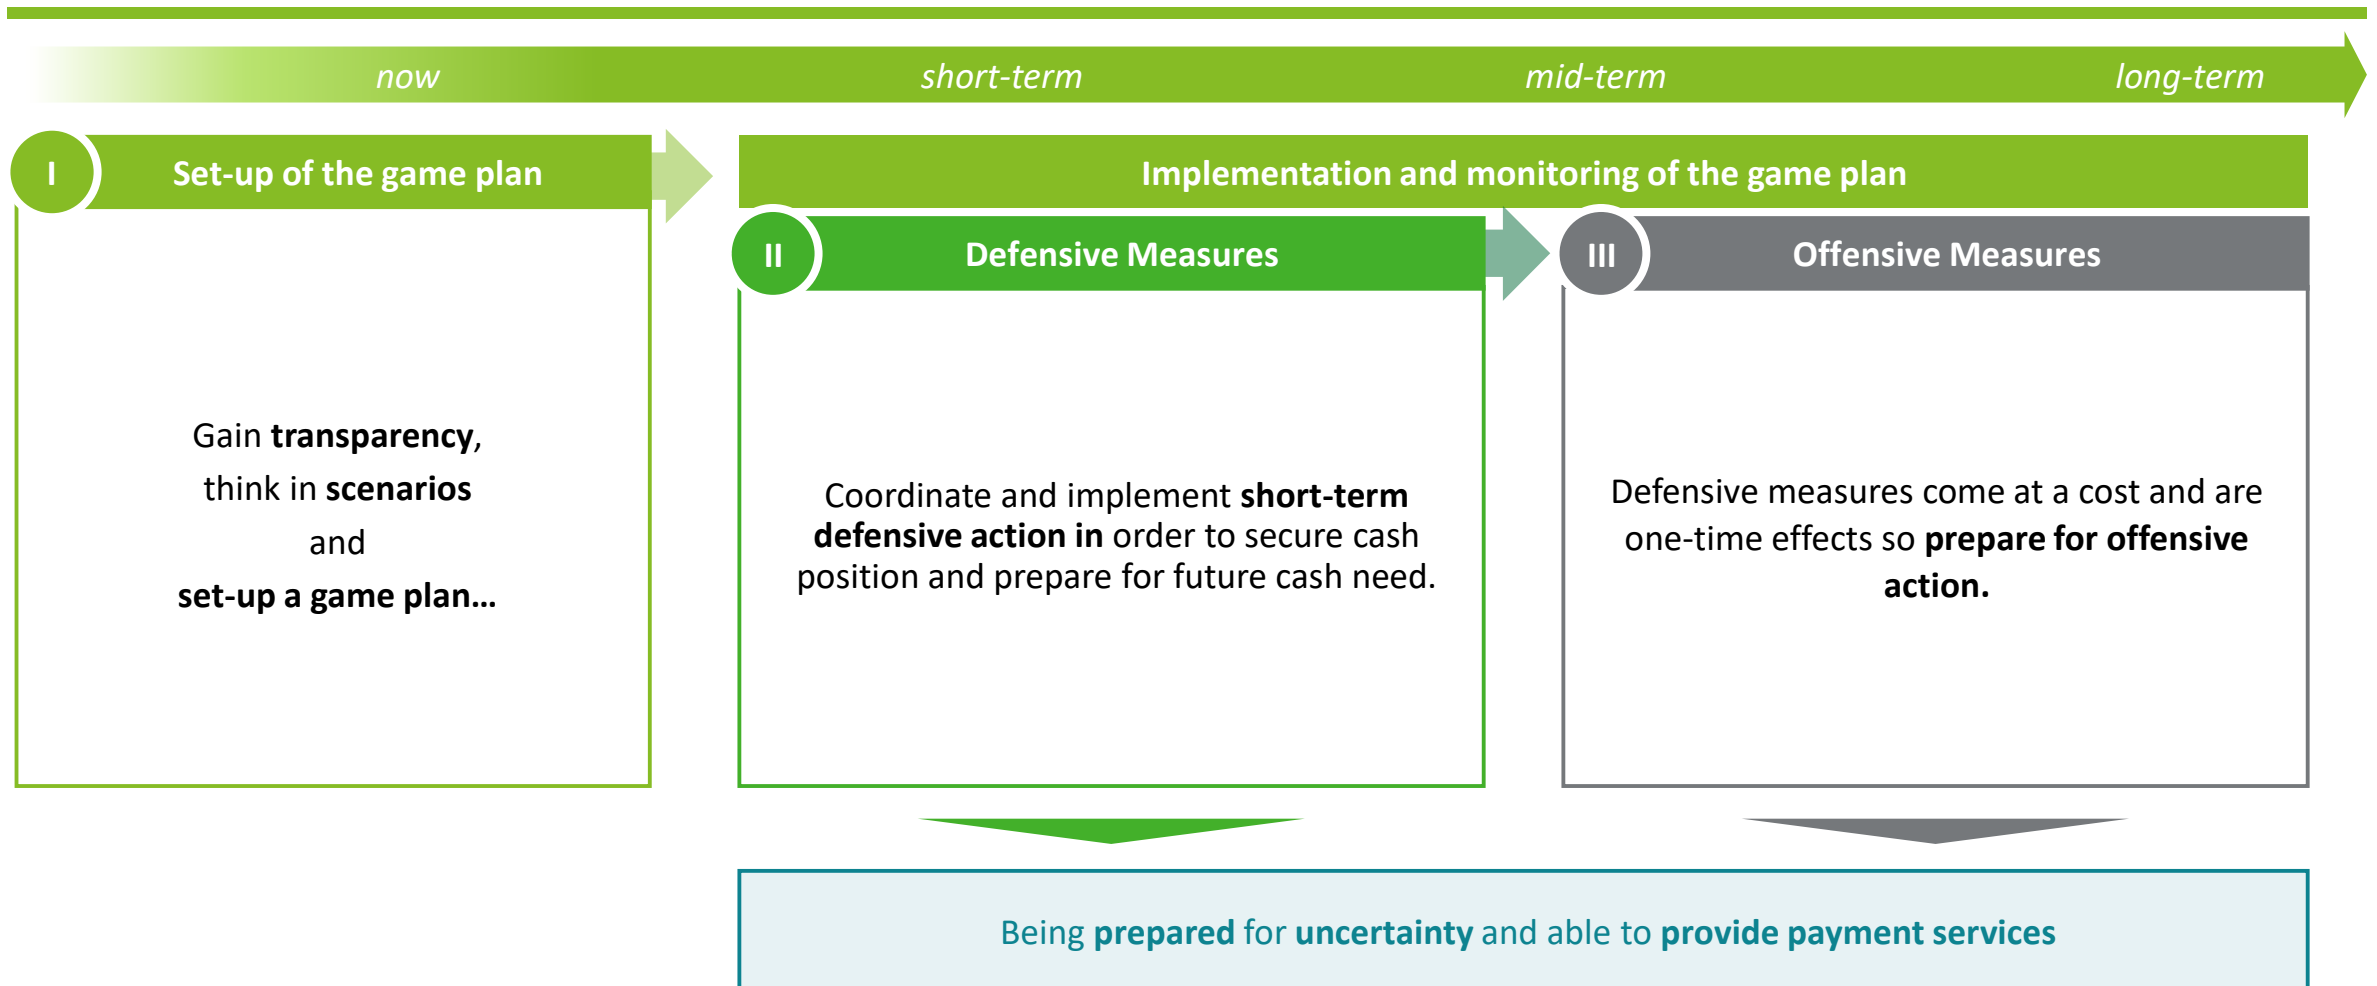 now
short-term
mid-term
long-term
I
Set-up of the game plan
Implementation and monitoring of the game plan
II
Defensive Measures
III
Offensive Measures
Gain transparency,
think in scenarios
and
set-up a game plan…
Coordinate and implement short-term
defensive action in order to secure cash
position and prepare for future cash need.
Defensive measures come at a cost and are
one-time effects so prepare for offensive
action.
Being prepared for uncertainty and able to provide payment services